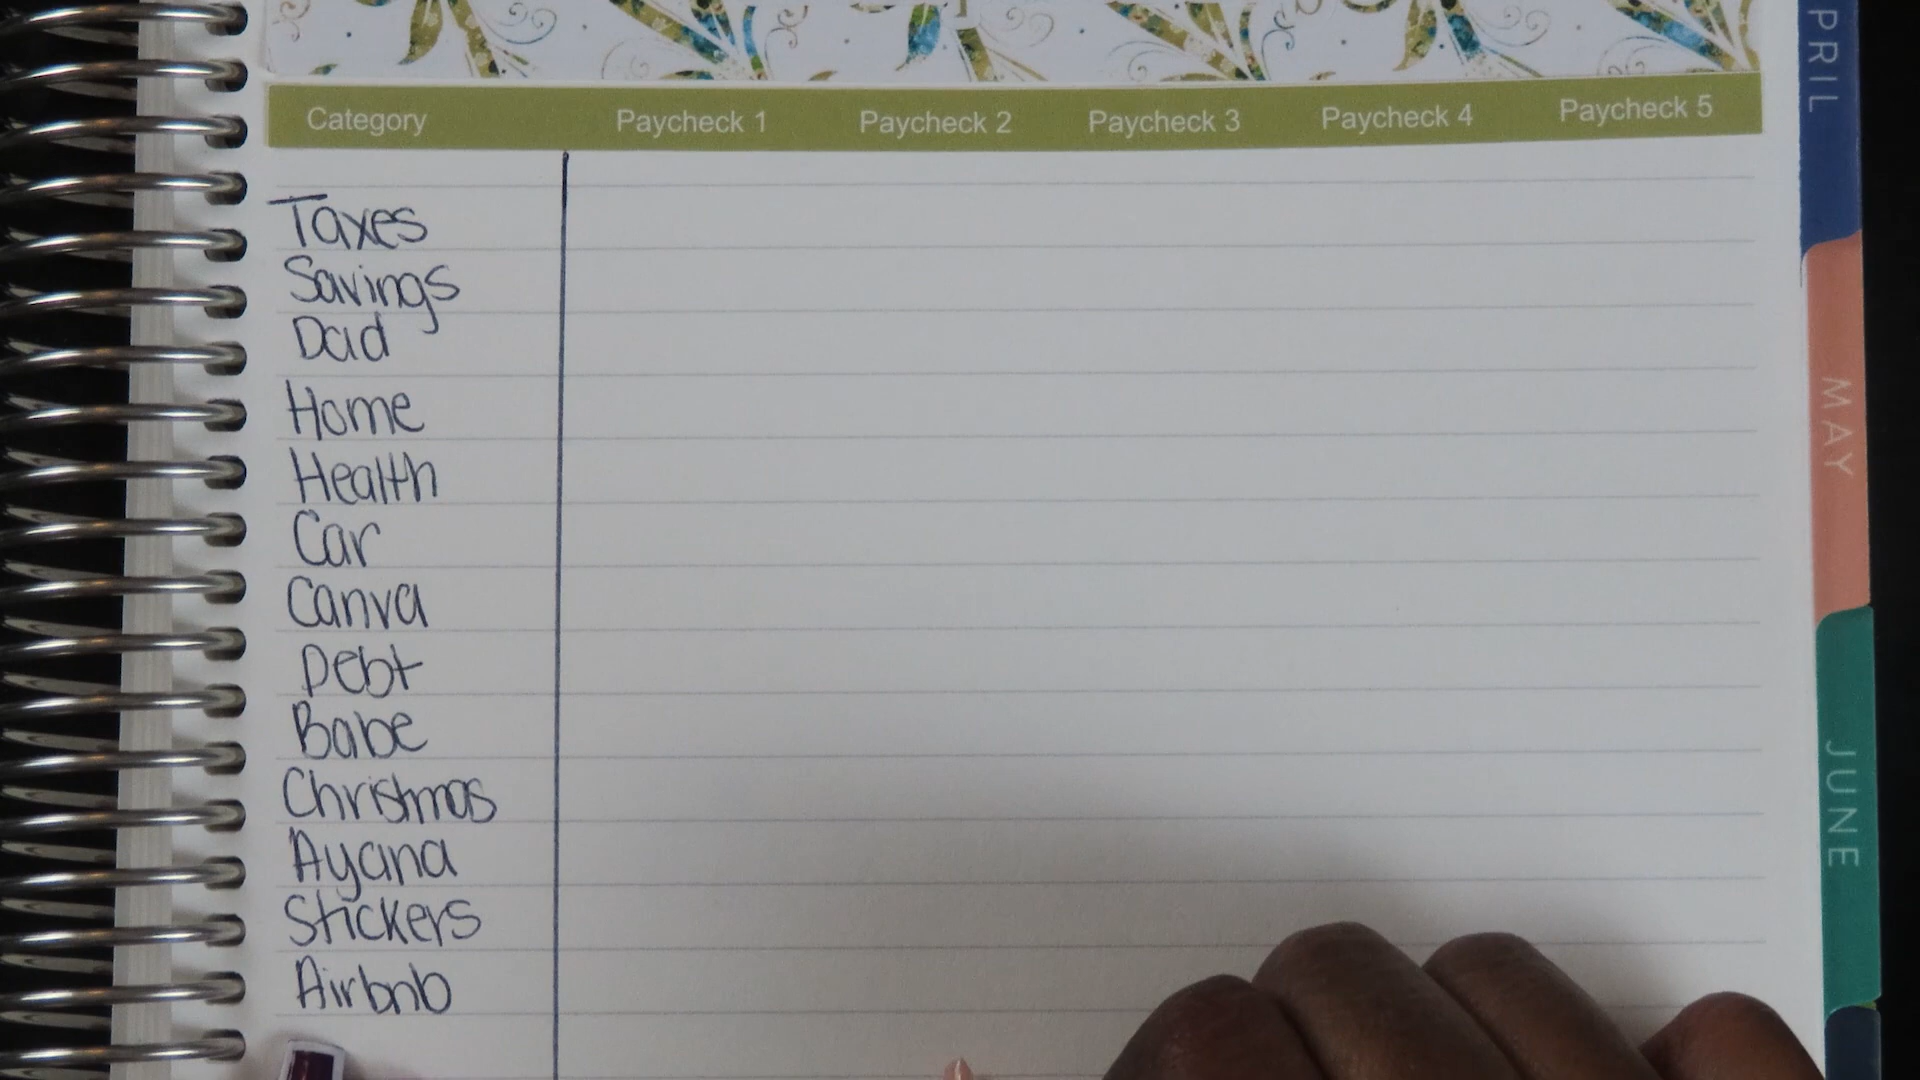 Category Paycheck 1 Paycheck 2 Paycheck 3 Paycheck 4 Paycheck 5
Taxes
Savings
Dad
Home
Health
Car
Canva
Debt
Babe
Christmas
Ayana
Stickers
Airbnb
PRIL
MAY
JUNE